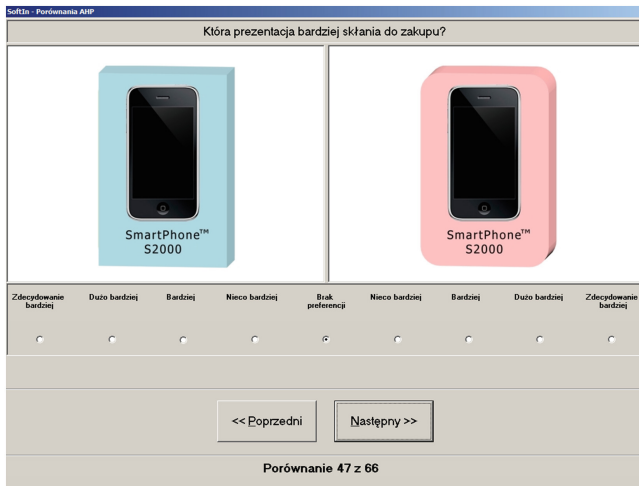 SoftIn - Porównania AHP
Która prezentacja bardziej skłania do zakupu?
SmartPhone™
S2000
SmartPhone™
S2000
Zdecydowanie bardziej Dużo bardziej Bardziej Nieco bardziej Brak preferencji Nieco bardziej Bardziej Dużo bardziej Zdecydowanie bardziej
<< Poprzedni Następny >>
Porównanie 47 z 66